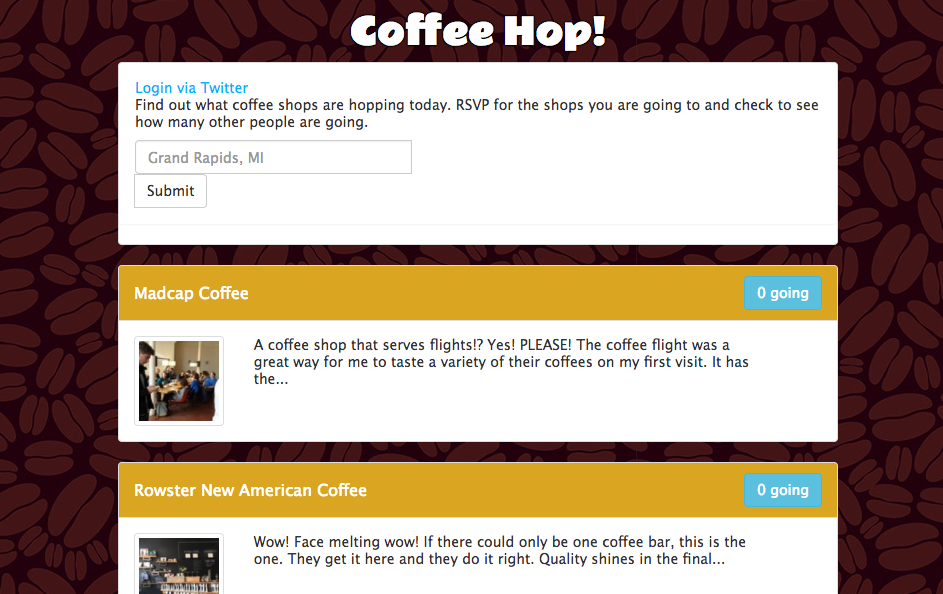 Coffee Hop!
Login via Twitter
Find out what coffee shops are hopping today. RSVP for the shops you are going to and check to see
how many other people are going.
Grand Rapids, MI
Submit
Madcap Coffee
0 going
A coffee shop that serves flights!? Yes! PLEASE! The coffee flight was a
great way for me to taste a variety of their coffees on my first visit. It has
the...
Rowster New American Coffee
0 going
Wow! Face melting wow! If there could only be one coffee bar, this is the
one. They get it here and they do it right. Quality shines in the final...